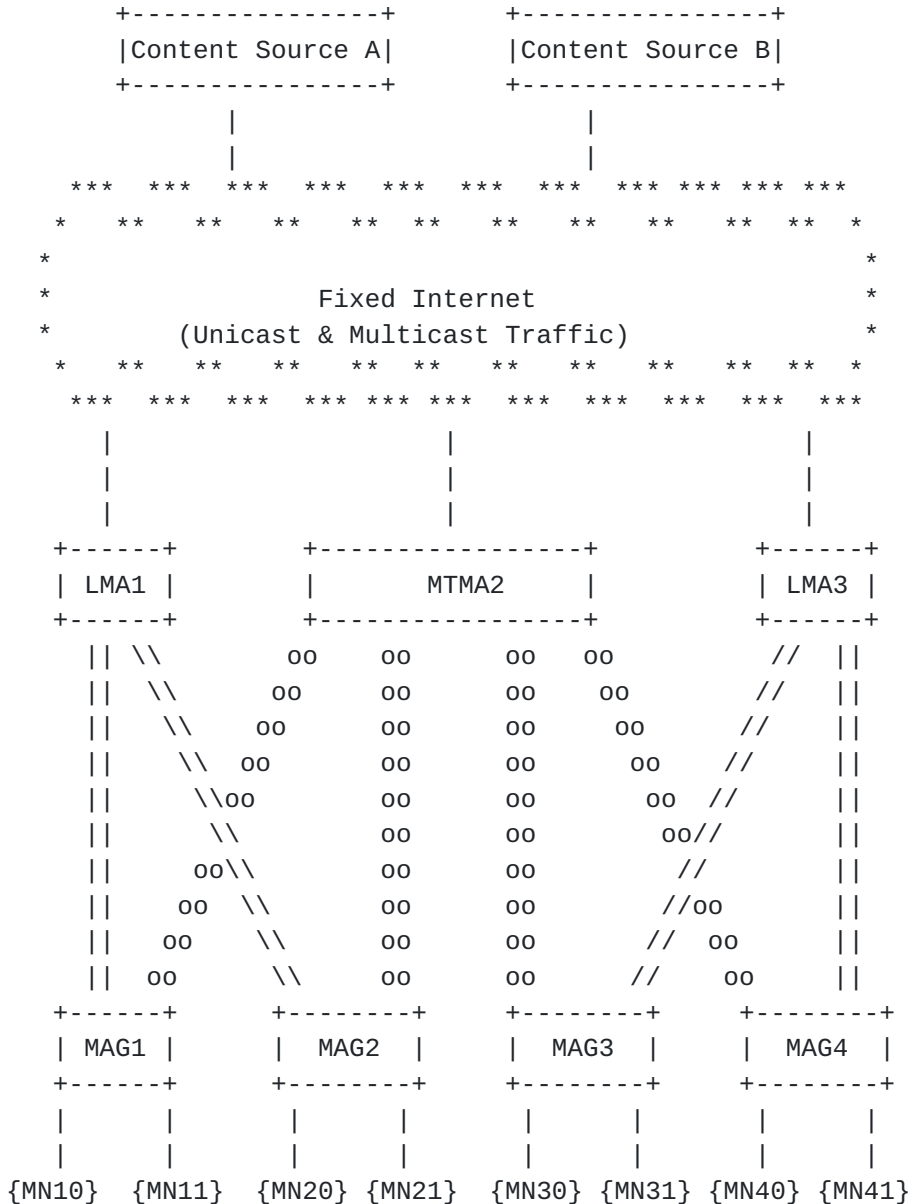 Content Source A Content Source B
Fixed Internet
(Unicast & Multicast Traffic)
LMA1 MTMA2 LMA3
MAG1 MAG2 MAG3 MAG4
{MN10} {MN11} {MN20} {MN21} {MN30} {MN31} {MN40} {MN41}